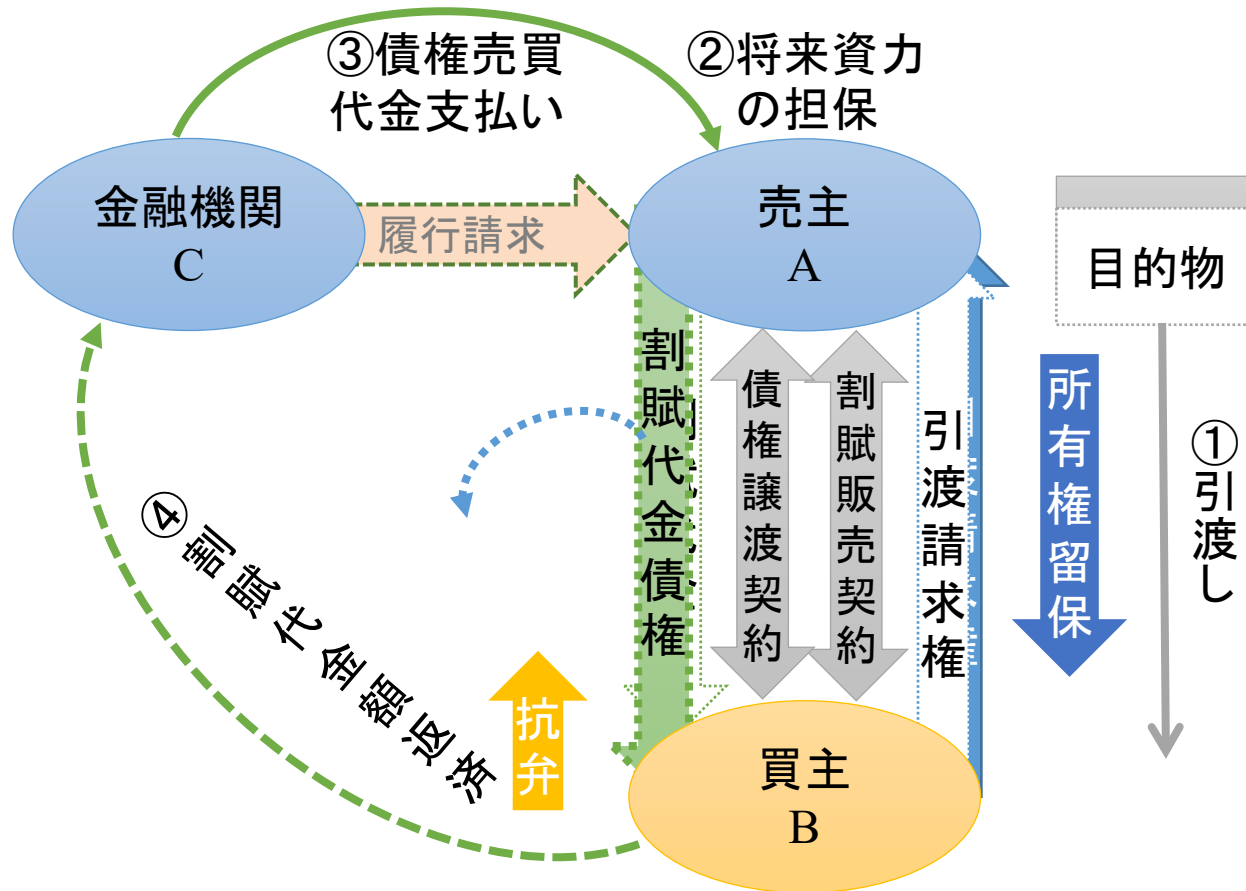 ③債権売買
代金支払い
②将来資力
の担保
金融機関
C
履行請求
売主
A
目的物
割賦代金債権
債権譲渡契約
割賦販売契約
引渡請求権
所有権留保
①引渡し
④割賦代金額返済
抗弁
買主
B